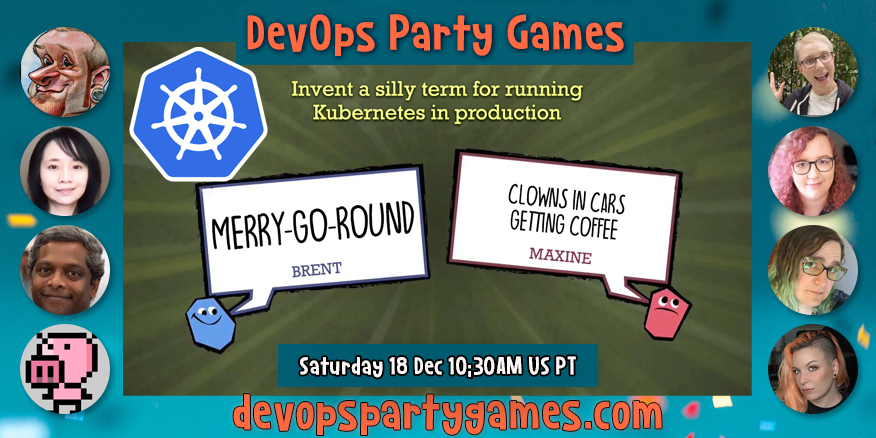 DevOps Party Games
Invent a silly term for running
Kubernetes in production
MERRY-GO-ROUND
BRENT
CLOWNS IN CARS
GETTING COFFEE
MAXINE
Saturday 18 Dec 10:30AM US PT
devopspartygames.com